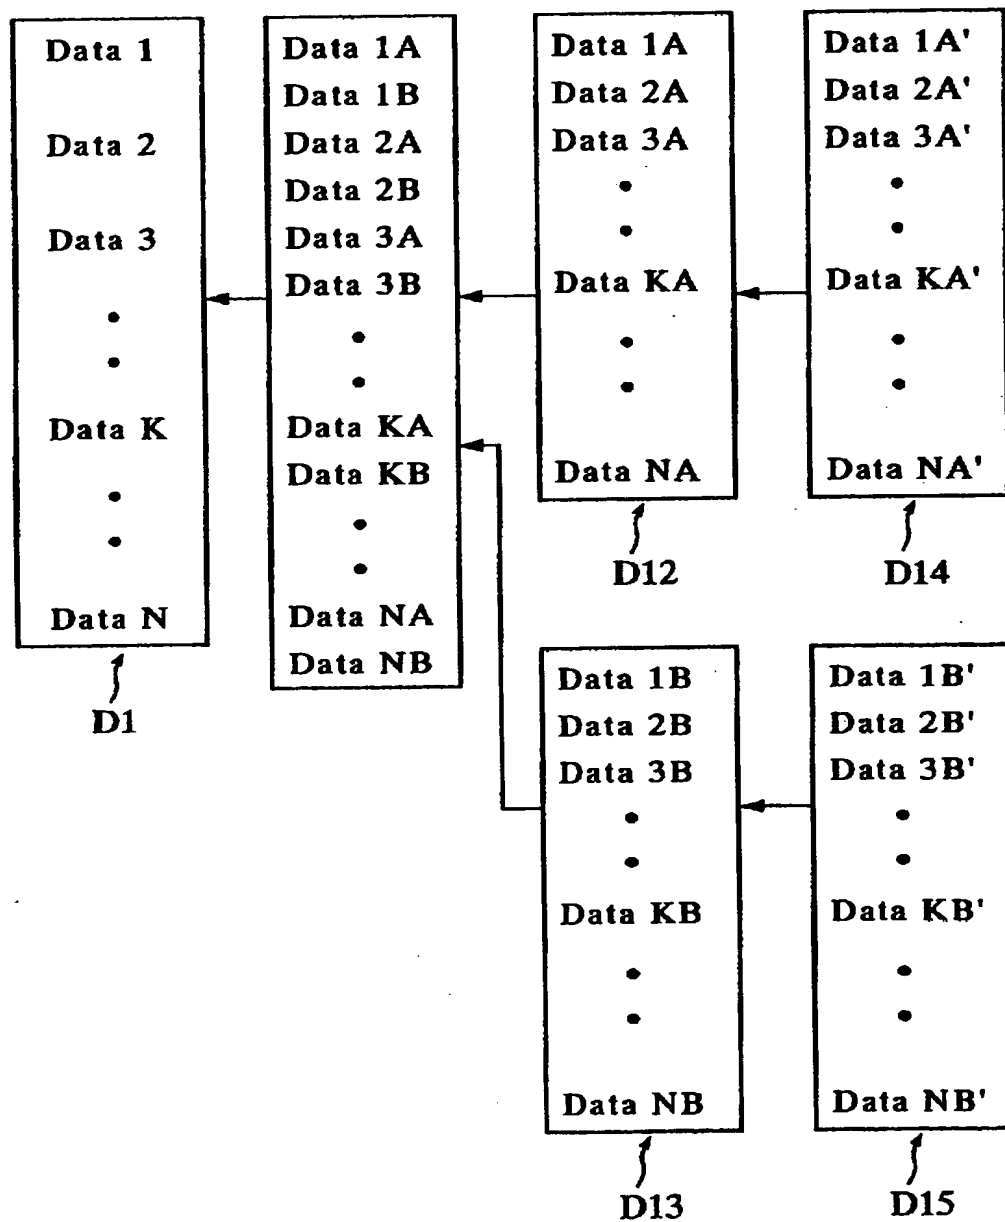 Data 1
Data 2
Data 3
Data K
Data N
D1
Data 1A
Data 1B
Data 2A
Data 2B
Data 3A
Data 3B
Data KA
Data KB
Data NA
Data NB
Data 1A
Data 2A
Data 3A
Data KA
Data NA
D12
Data 1A'
Data 2A'
Data 3A'
Data KA'
Data NA'
D14
Data 1B
Data 2B
Data 3B
Data KB
Data NB
D13
Data 1B'
Data 2B'
Data 3B'
Data KB'
Data NB'
D15